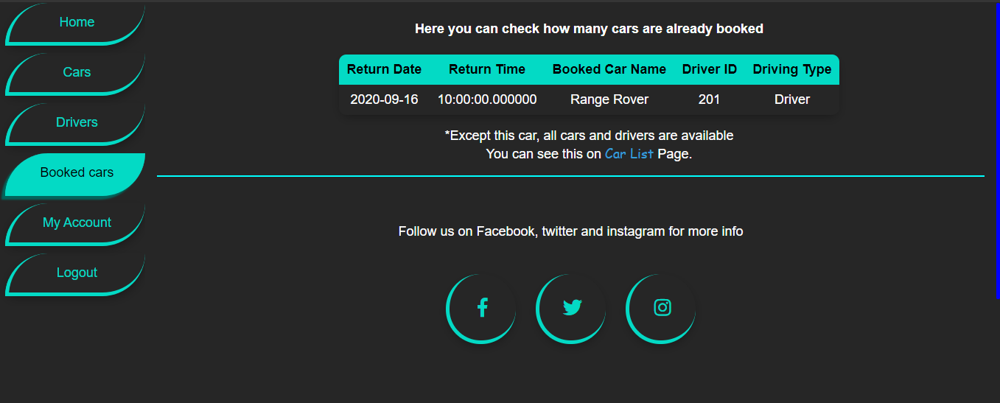 Home
Cars
Drivers
Booked cars
My Account
Logout
Here you can check how many cars are already booked
Return Date Return Time Booked Car Name Driver ID Driving Type
2020-09-16 10:00:00.000000 Range Rover 201 Driver
*Except this car, all cars and drivers are available
You can see this on Car List Page.
Follow us on Facebook, twitter and instagram for more info